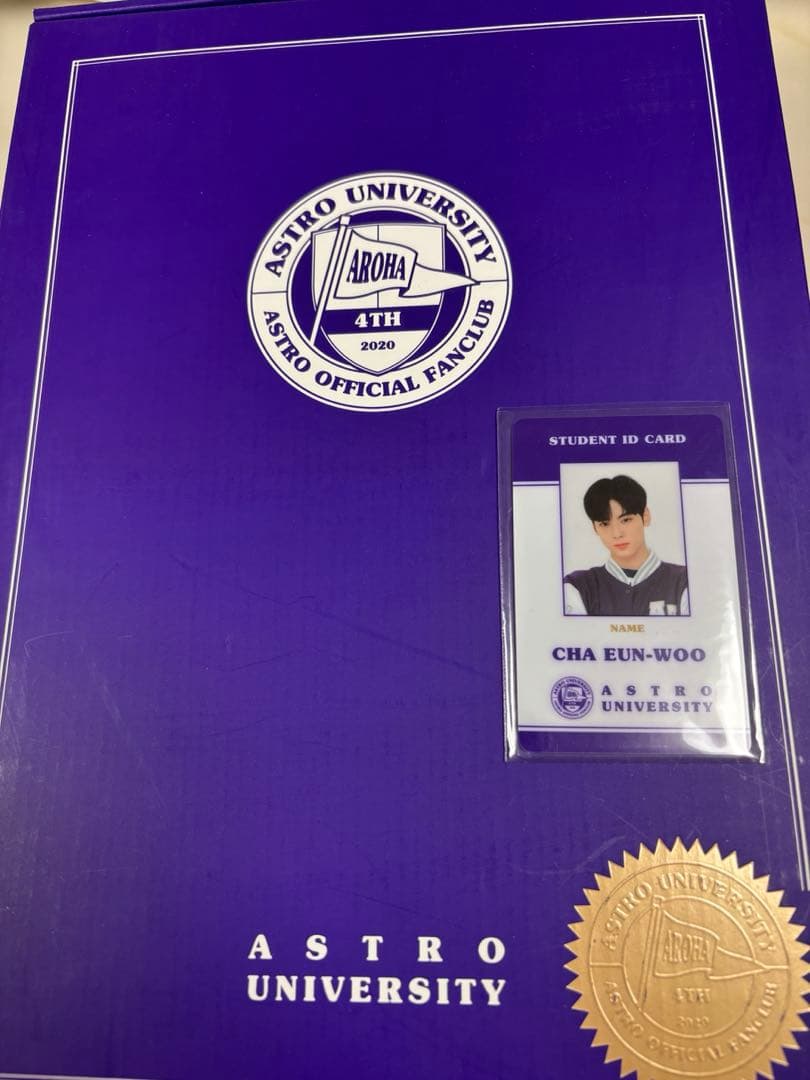 ASTRO UNIVERSITY
AROHA
4TH
2020
ASTRO OFFICIAL FANCLUB
STUDENT ID CARD
NAME
CHA EUN-WOO
ASTRO
UNIVERSITY
ASTRO
UNIVERSITY
ASTRO UNIVERSITY
AROHA
4TH
2020
ASTRO OFFICIAL FANCLUB